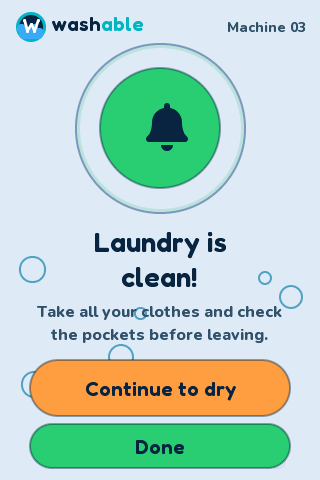 washable
Machine 03
Laundry is
clean!
Take all your clothes and check
the pockets before leaving.
Continue to dry
Done